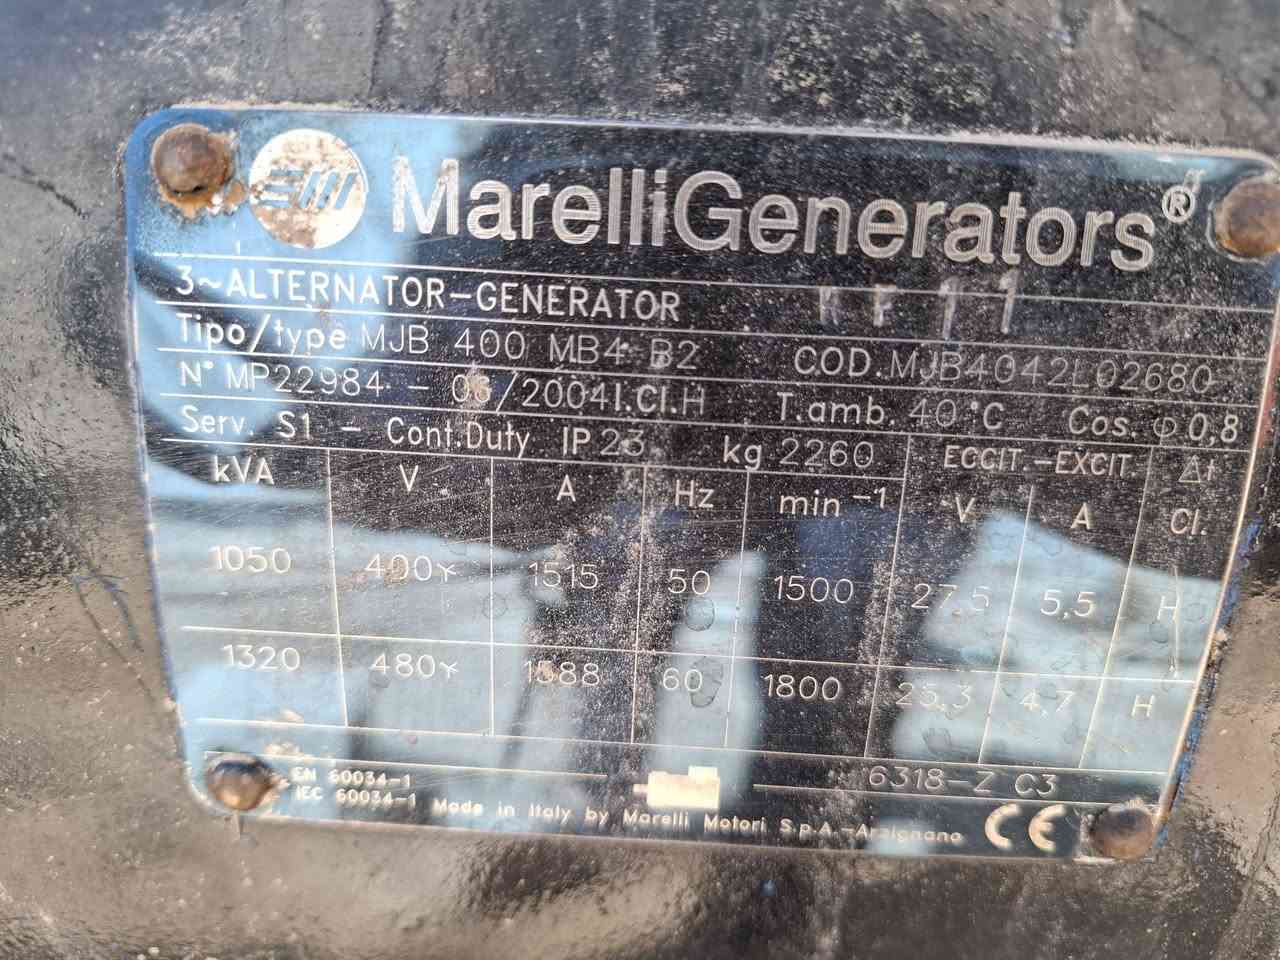 EM MarelliGenerators®
3~ALTERNATOR-GENERATOR
Tipo/type MJB 400 MB4 B2 COD. MJB4042L02680
N° MP22984 - /2004 I.Cl.H T.amb. 40 °C Cos. Φ 0,8
Serv. S1 - Cont.Duty IP 23 kg 2260 ECCIT.-EXCIT. Δt
kVA V A Hz min⁻¹ V A Cl.
1050 400Y 1515 50 1500 27,5 5,5 H
1320 480Y 1588 60 1800 25,3 4,7 H
EN 60034-1 6318-Z C3
IEC 60034-1 Made in Italy by Marelli Motori S.p.A.-Arzignano CE